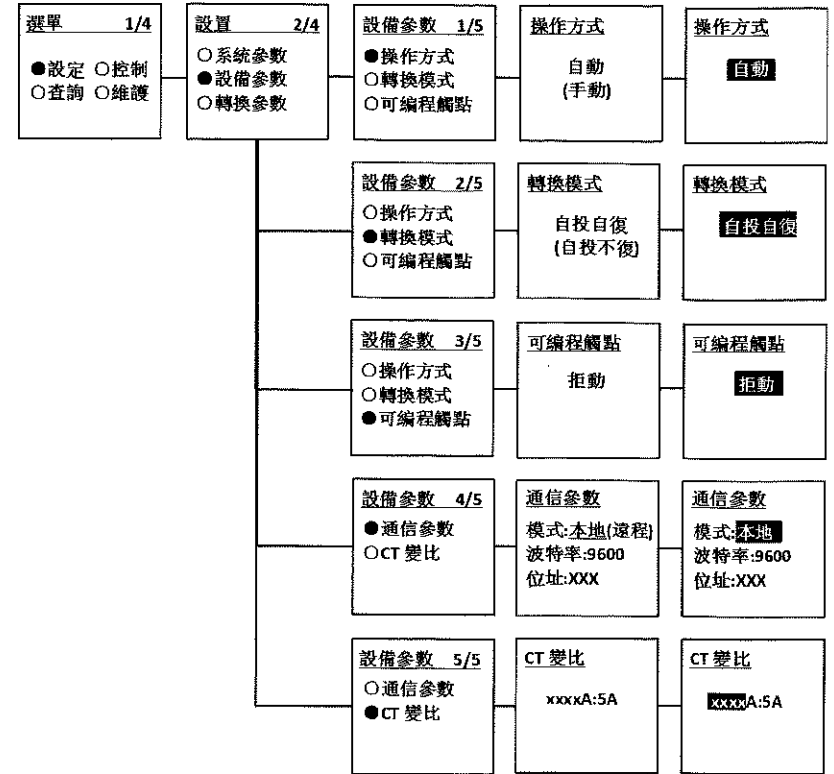 選單 1/4
●設定 ○控制
○查詢 ○維護
設置 2/4
○系統參數
●設備參數
○轉換參數
設備參數 1/5
●操作方式
○轉換模式
○可編程觸點
操作方式
自動
(手動)
操作方式
自動
設備參數 2/5
○操作方式
●轉換模式
○可編程觸點
轉換模式
自投自復
(自投不復)
轉換模式
自投自復
設備參數 3/5
○操作方式
○轉換模式
●可編程觸點
可編程觸點
拒動
可編程觸點
拒動
設備參數 4/5
●通信參數
○CT 變比
通信參數
模式:本地(遠程)
波特率:9600
位址:XXX
通信參數
模式:本地
波特率:9600
位址:XXX
設備參數 5/5
○通信參數
●CT 變比
CT 變比
xxxxA:5A
CT 變比
xxxxA:5A